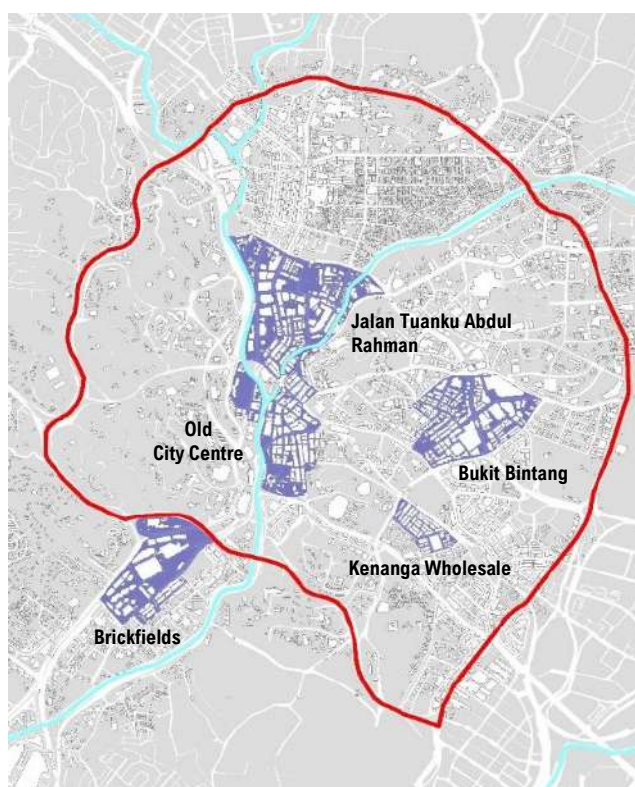 Jalan Tuanku Abdul
Rahman
Old
City Centre
Bukit Bintang
Kenanga Wholesale
Brickfields